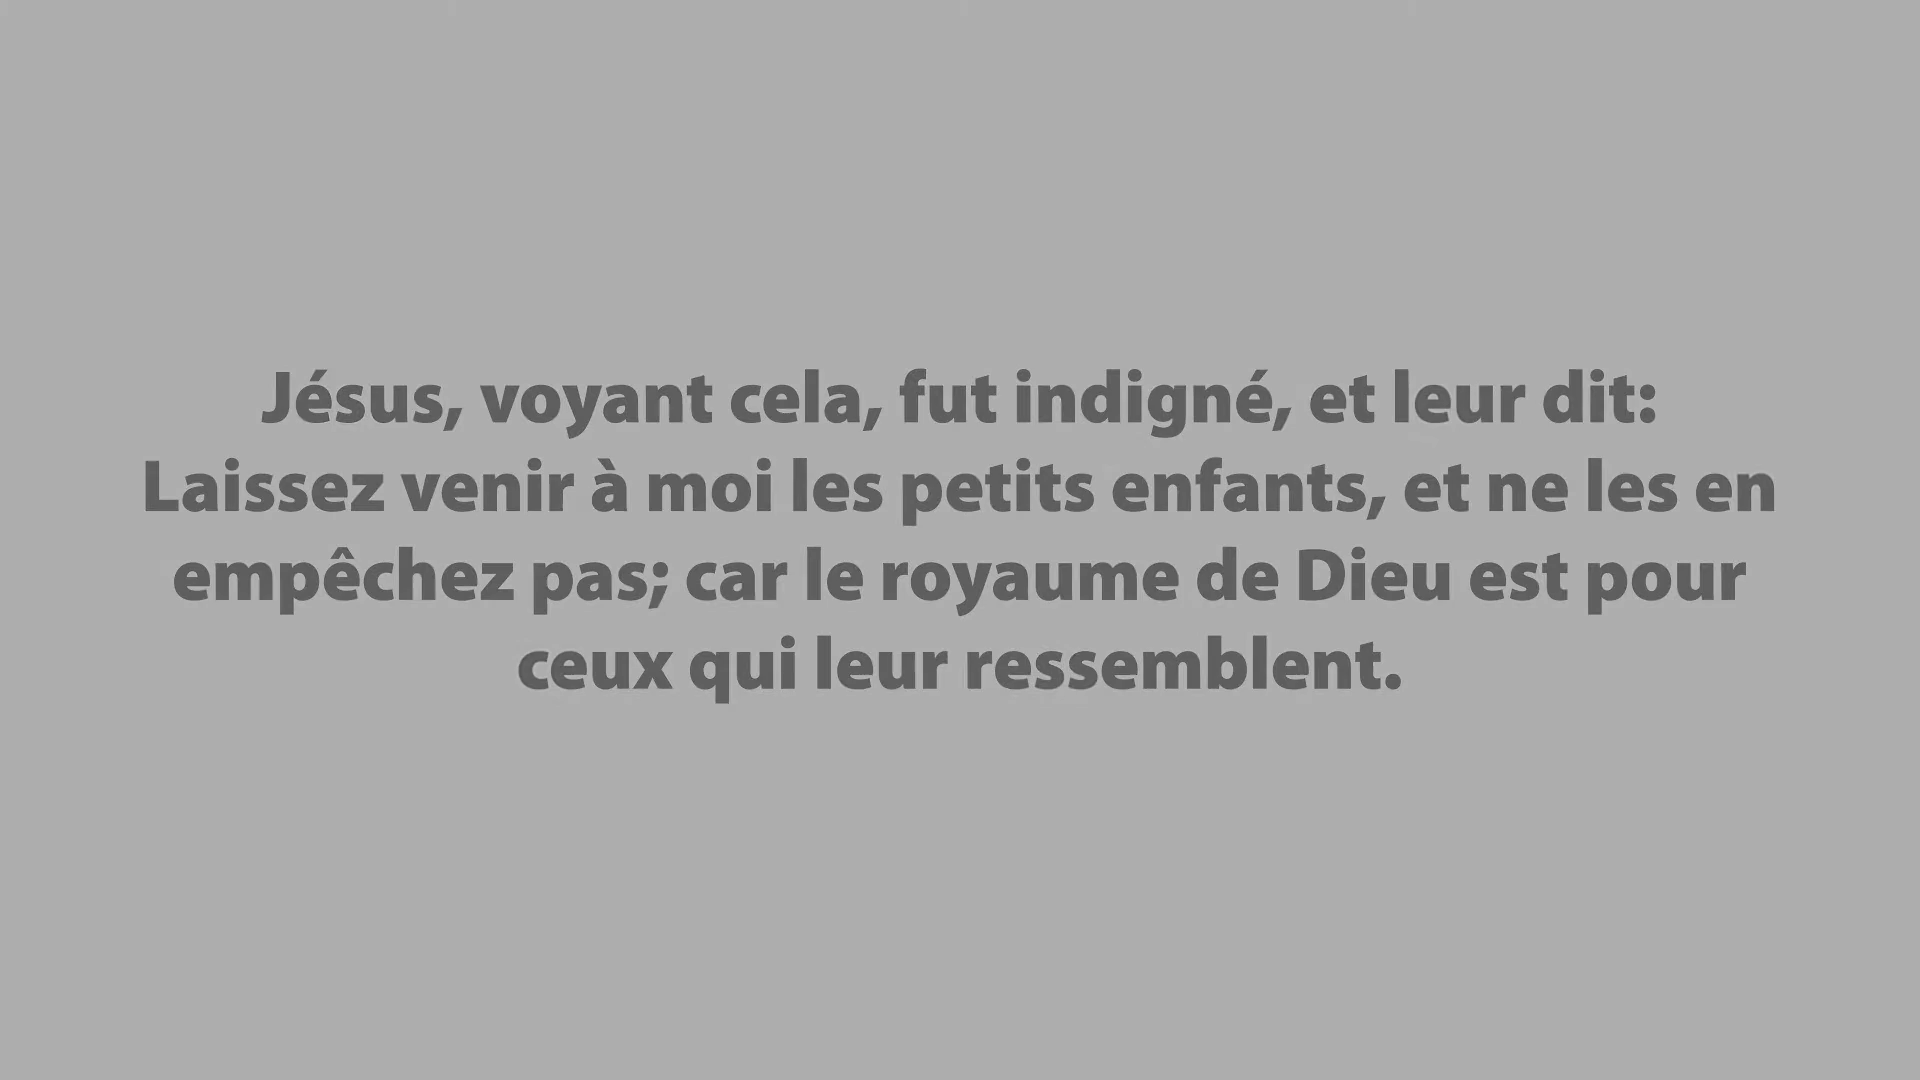 Jésus, voyant cela, fut indigné, et leur dit:
Laissez venir à moi les petits enfants, et ne les en
empêchez pas; car le royaume de Dieu est pour
ceux qui leur ressemblent.